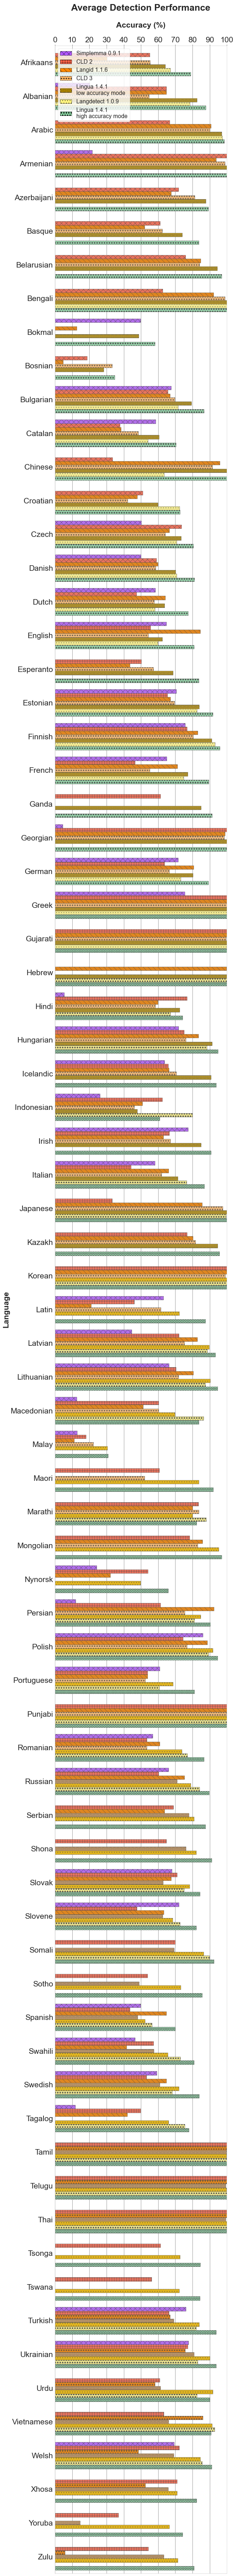 Average Detection Performance
Accuracy (%)
0 10 20 30 40 50 60 70 80 90 100
Simplemma 0.9.1
CLD 2
Langid 1.1.6
CLD 3
Lingua 1.4.1
low accuracy mode
Langdetect 1.0.9
Lingua 1.4.1
high accuracy mode
Afrikaans
Albanian
Arabic
Armenian
Azerbaijani
Basque
Belarusian
Bengali
Bokmal
Bosnian
Bulgarian
Catalan
Chinese
Croatian
Czech
Danish
Dutch
English
Esperanto
Estonian
Finnish
French
Ganda
Georgian
German
Greek
Gujarati
Hebrew
Hindi
Hungarian
Icelandic
Indonesian
Irish
Italian
Japanese
Kazakh
Korean
Language
Latin
Latvian
Lithuanian
Macedonian
Malay
Maori
Marathi
Mongolian
Nynorsk
Persian
Polish
Portuguese
Punjabi
Romanian
Russian
Serbian
Shona
Slovak
Slovene
Somali
Sotho
Spanish
Swahili
Swedish
Tagalog
Tamil
Telugu
Thai
Tsonga
Tswana
Turkish
Ukrainian
Urdu
Vietnamese
Welsh
Xhosa
Yoruba
Zulu